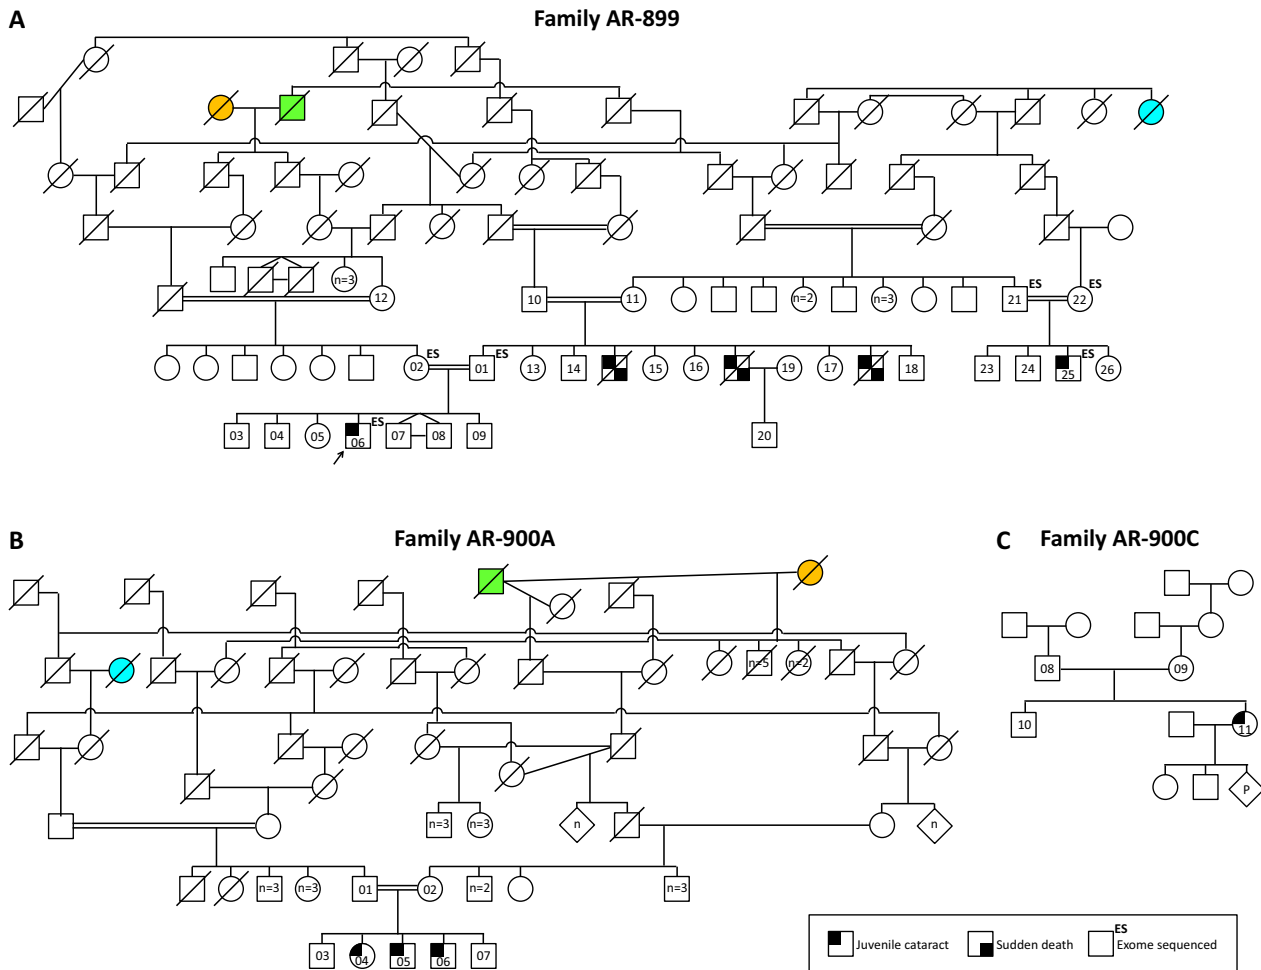 A
Family AR-899
n=3
12
10
11
n=2
n=3
21
ES
22
ES
02
ES
01
ES
13
14
15
16
19
17
18
23
24
25
ES
26
03
04
05
06
ES
07
08
09
20
B
Family AR-900A
n=5
n=2
n=3
n=3
n
n
n=3
n=3
01
02
n=2
n=3
03
04
05
06
07
C
Family AR-900C
08
09
10
11
P
Juvenile cataract
Sudden death
ES
Exome sequenced